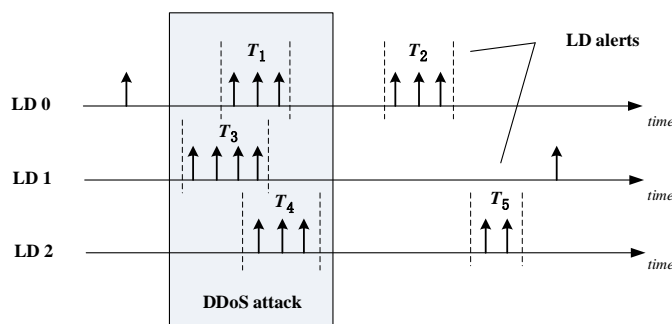 T1
T2
LD alerts
LD 0
time
T3
LD 1
time
T4
T5
LD 2
time
DDoS attack